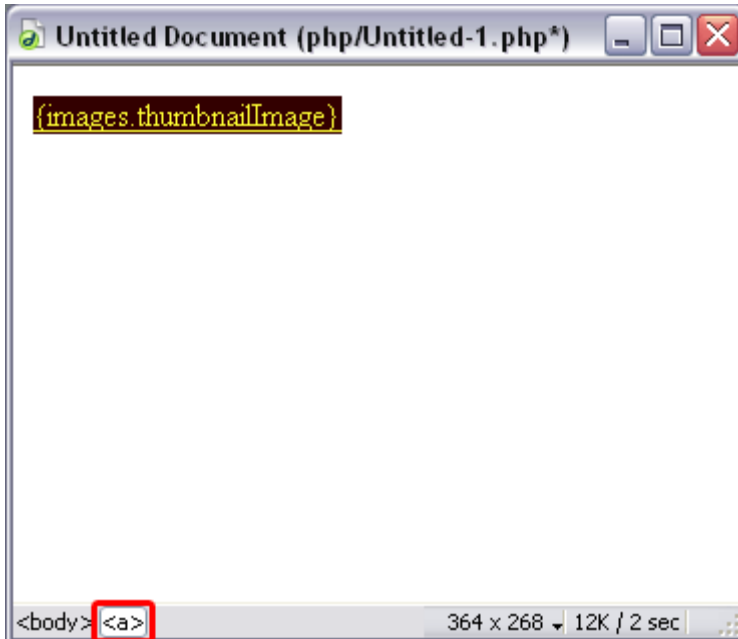 Untitled Document (php/Untitled-1.php*)
{images.thumbnailImage}
<body> <a> 364 x 268 12K / 2 sec